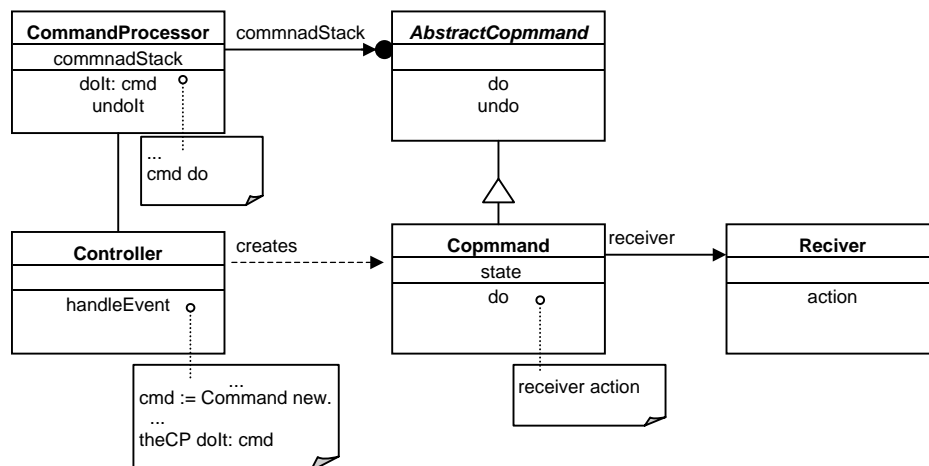 CommandProcessor
commnadStack
doIt: cmd
undoIt
...
cmd do
commnadStack
AbstractCopmmand
do
undo
Controller
handleEvent
...
cmd := Command new.
...
theCP doIt: cmd
creates
Copmmand
state
do
receiver action
receiver
Reciver
action